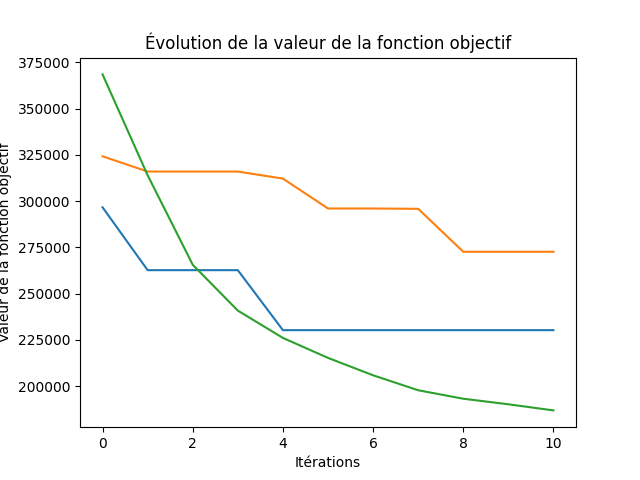 Évolution de la valeur de la fonction objectif
375000
350000
325000
300000
275000
250000
225000
200000
Valeur de la fonction objectif
0 2 4 6 8 10
Itérations